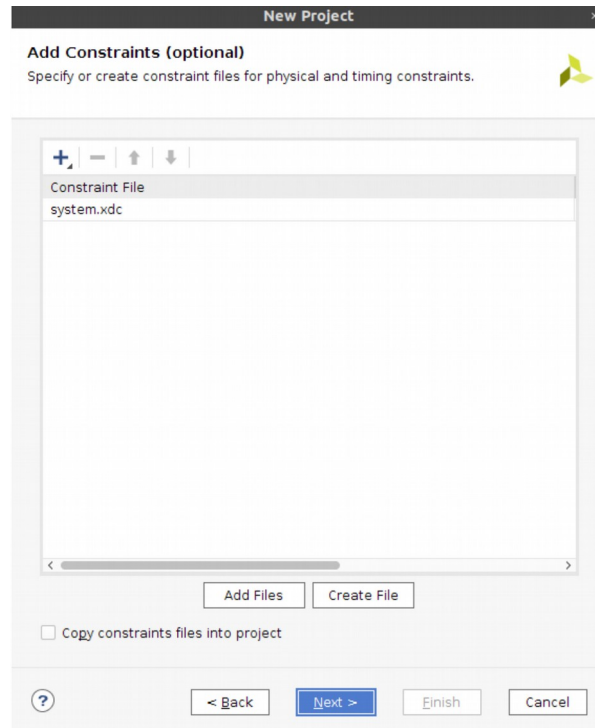 New Project
Add Constraints (optional)
Specify or create constraint files for physical and timing constraints.
Constraint File
system.xdc
Add Files
Create File
Copy constraints files into project
?
< Back
Next >
Finish
Cancel